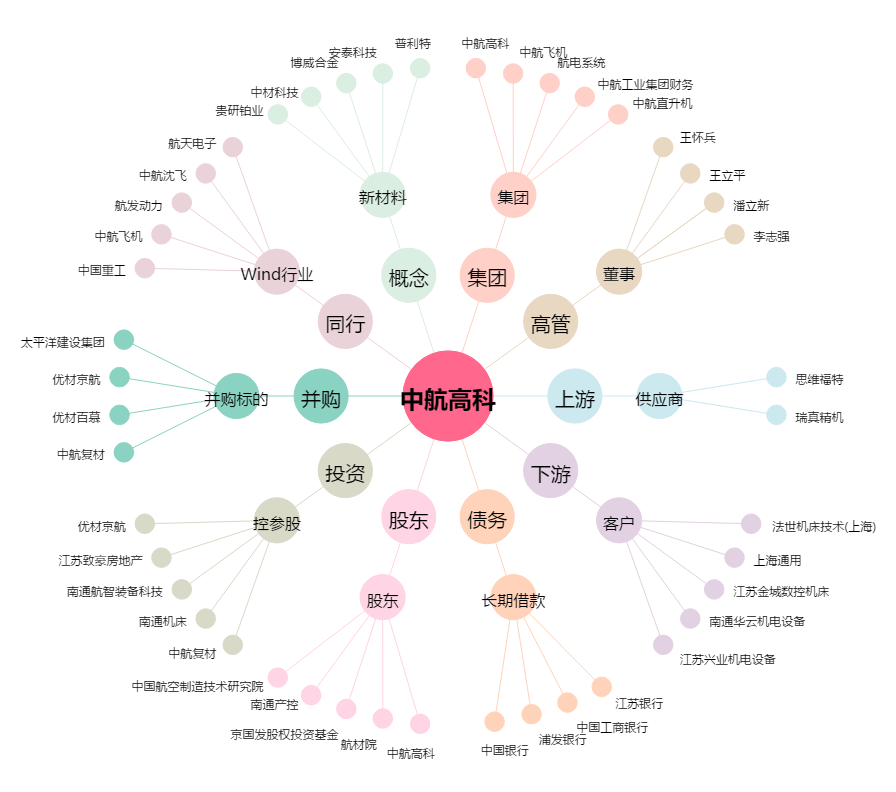 普利特
中航高科
安泰科技
中航飞机
博威合金
航电系统
中材科技
中航工业集团财务
贵研铂业
中航直升机
航天电子
王怀兵
中航沈飞
王立平
航发动力
新材料
集团
潘立新
中航飞机
李志强
中国重工
Wind行业
概念
集团
董事
同行
高管
太平洋建设集团
优材京航
思维福特
并购标的
并购
中航高科
上游
供应商
优材百慕
瑞真精机
中航复材
投资
下游
优材京航
控参股
股东
债务
客户
法世机床技术(上海)
江苏致豪房地产
上海通用
南通航智装备科技
股东
长期借款
江苏金城数控机床
南通机床
南通华云机电设备
中航复材
江苏兴业机电设备
中国航空制造技术研究院
南通产控
江苏银行
京国发股权投资基金
中国工商银行
航材院
浦发银行
中航高科
中国银行